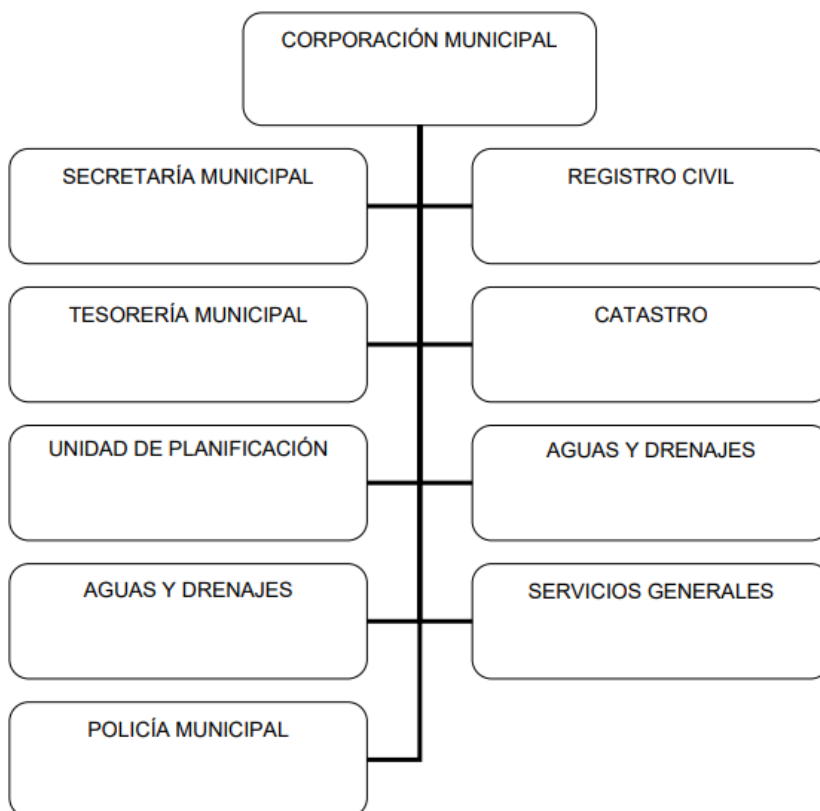 CORPORACIÓN MUNICIPAL
SECRETARÍA MUNICIPAL
REGISTRO CIVIL
TESORERÍA MUNICIPAL
CATASTRO
UNIDAD DE PLANIFICACIÓN
AGUAS Y DRENAJES
AGUAS Y DRENAJES
SERVICIOS GENERALES
POLICÍA MUNICIPAL